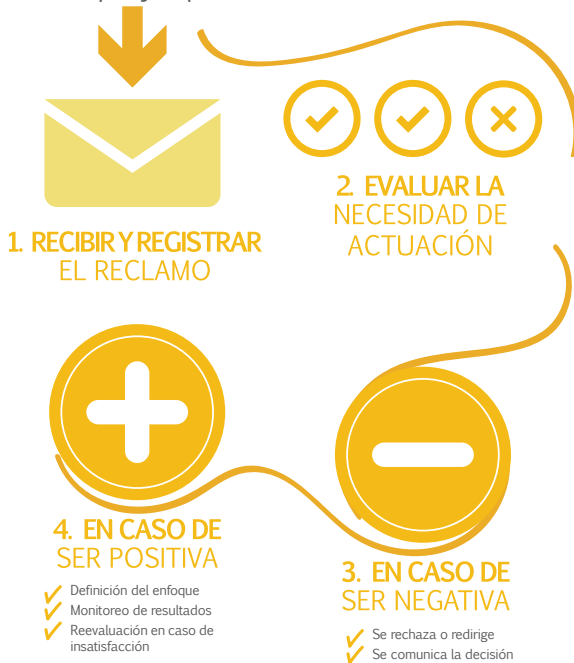 1. RECIBIR Y REGISTRAR
EL RECLAMO
2. EVALUAR LA
NECESIDAD DE
ACTUACIÓN
3. EN CASO DE
SER NEGATIVA
Se rechaza o redirige
Se comunica la decisión
4. EN CASO DE
SER POSITIVA
Definición del enfoque
Monitoreo de resultados
Reevaluación en caso de
insatisfacción